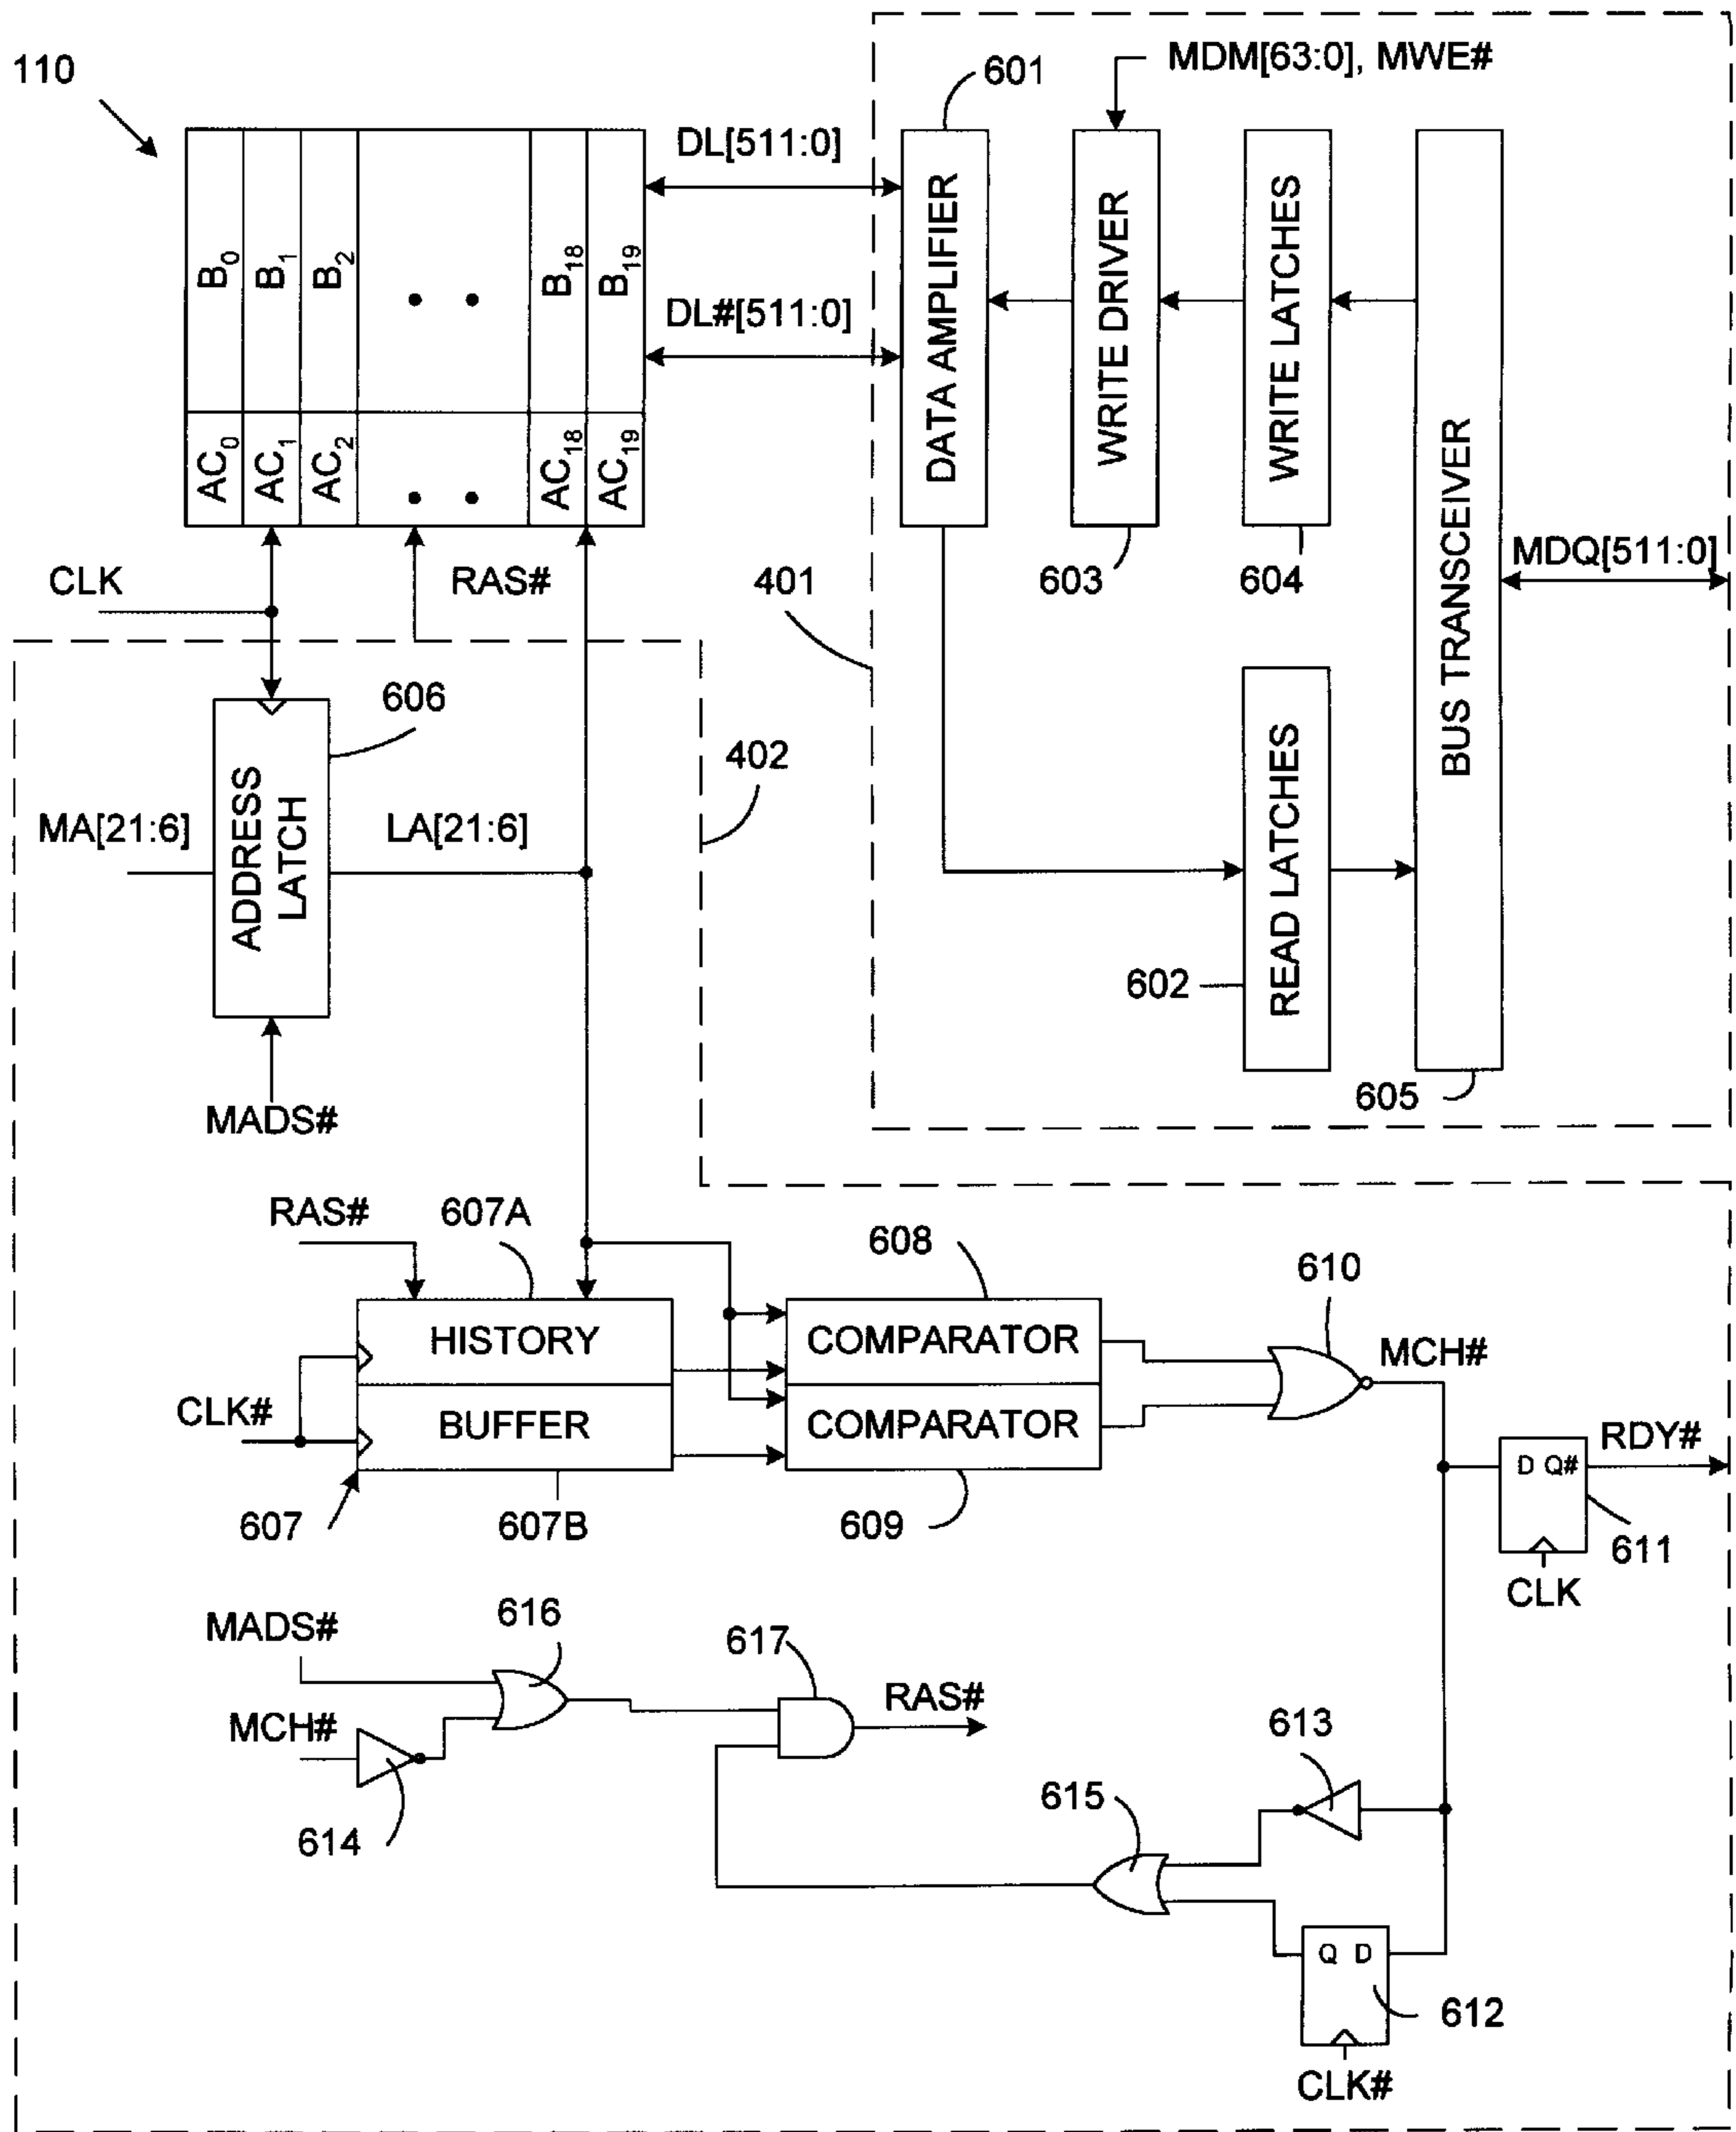 110
601
MDM[63:0], MWE#
DL[511:0]
DL#[511:0]
B0
B1
B2
B18
B19
AC0
AC1
AC2
AC18
AC19
DATA AMPLIFIER
WRITE DRIVER
WRITE LATCHES
BUS TRANSCEIVER
603
604
MDQ[511:0]
CLK
RAS#
401
606
402
MA[21:6]
ADDRESS
LATCH
LA[21:6]
READ LATCHES
602
605
MADS#
RAS#
607A
608
610
HISTORY
COMPARATOR
MCH#
CLK#
BUFFER
COMPARATOR
RDY#
D Q#
607
607B
609
611
CLK
MADS#
616
617
RAS#
MCH#
613
614
615
Q D
612
CLK#